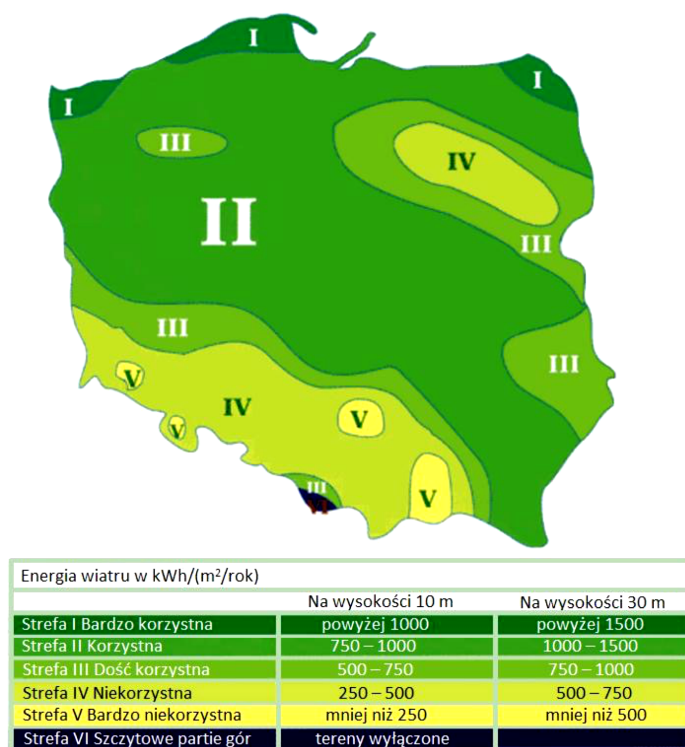 I
I
I
III
IV
II
III
III
III
V
IV
V
V
III
V
VI
Energia wiatru w kWh/(m²/rok)
Na wysokości 10 m Na wysokości 30 m
Strefa I Bardzo korzystna powyżej 1000 powyżej 1500
Strefa II Korzystna 750 – 1000 1000 – 1500
Strefa III Dość korzystna 500 – 750 750 – 1000
Strefa IV Niekorzystna 250 – 500 500 – 750
Strefa V Bardzo niekorzystna mniej niż 250 mniej niż 500
Strefa VI Szczytowe partie gór tereny wyłączone